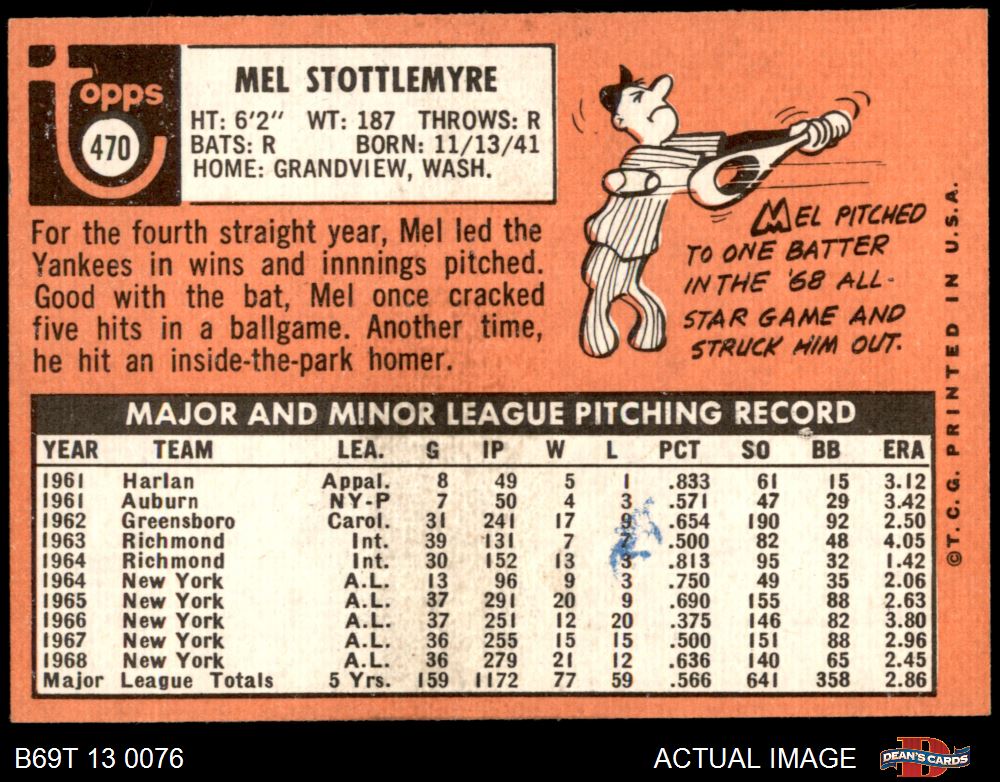 topps
470
MEL STOTTLEMYRE
HT: 6'2" WT: 187 THROWS: R
BATS: R BORN: 11/13/41
HOME: GRANDVIEW, WASH.
For the fourth straight year, Mel led the
Yankees in wins and innnings pitched.
Good with the bat, Mel once cracked
five hits in a ballgame. Another time,
he hit an inside-the-park homer.
MEL PITCHED
TO ONE BATTER
IN THE '68 ALL-
STAR GAME AND
STRUCK HIM OUT.
MAJOR AND MINOR LEAGUE PITCHING RECORD
YEAR TEAM LEA. G IP W L PCT SO BB ERA
1961 Harlan Appal. 8 49 5 1 .833 61 15 3.12
1961 Auburn NY-P 7 50 4 3 .571 47 29 3.42
1962 Greensboro Carol. 31 241 17 9 .654 190 92 2.50
1963 Richmond Int. 39 131 7 7 .500 82 48 4.05
1964 Richmond Int. 30 152 13 3 .813 95 32 1.42
1964 New York A.L. 13 96 9 3 .750 49 35 2.06
1965 New York A.L. 37 291 20 9 .690 155 88 2.63
1966 New York A.L. 37 251 12 20 .375 146 82 3.80
1967 New York A.L. 36 255 15 15 .500 151 88 2.96
1968 New York A.L. 36 279 21 12 .636 140 65 2.45
Major League Totals 5 Yrs. 159 1172 77 59 .566 641 358 2.86
©T. C. G. PRINTED IN U.S.A.
B69T 13 0076
ACTUAL IMAGE
DEAN'S CARDS